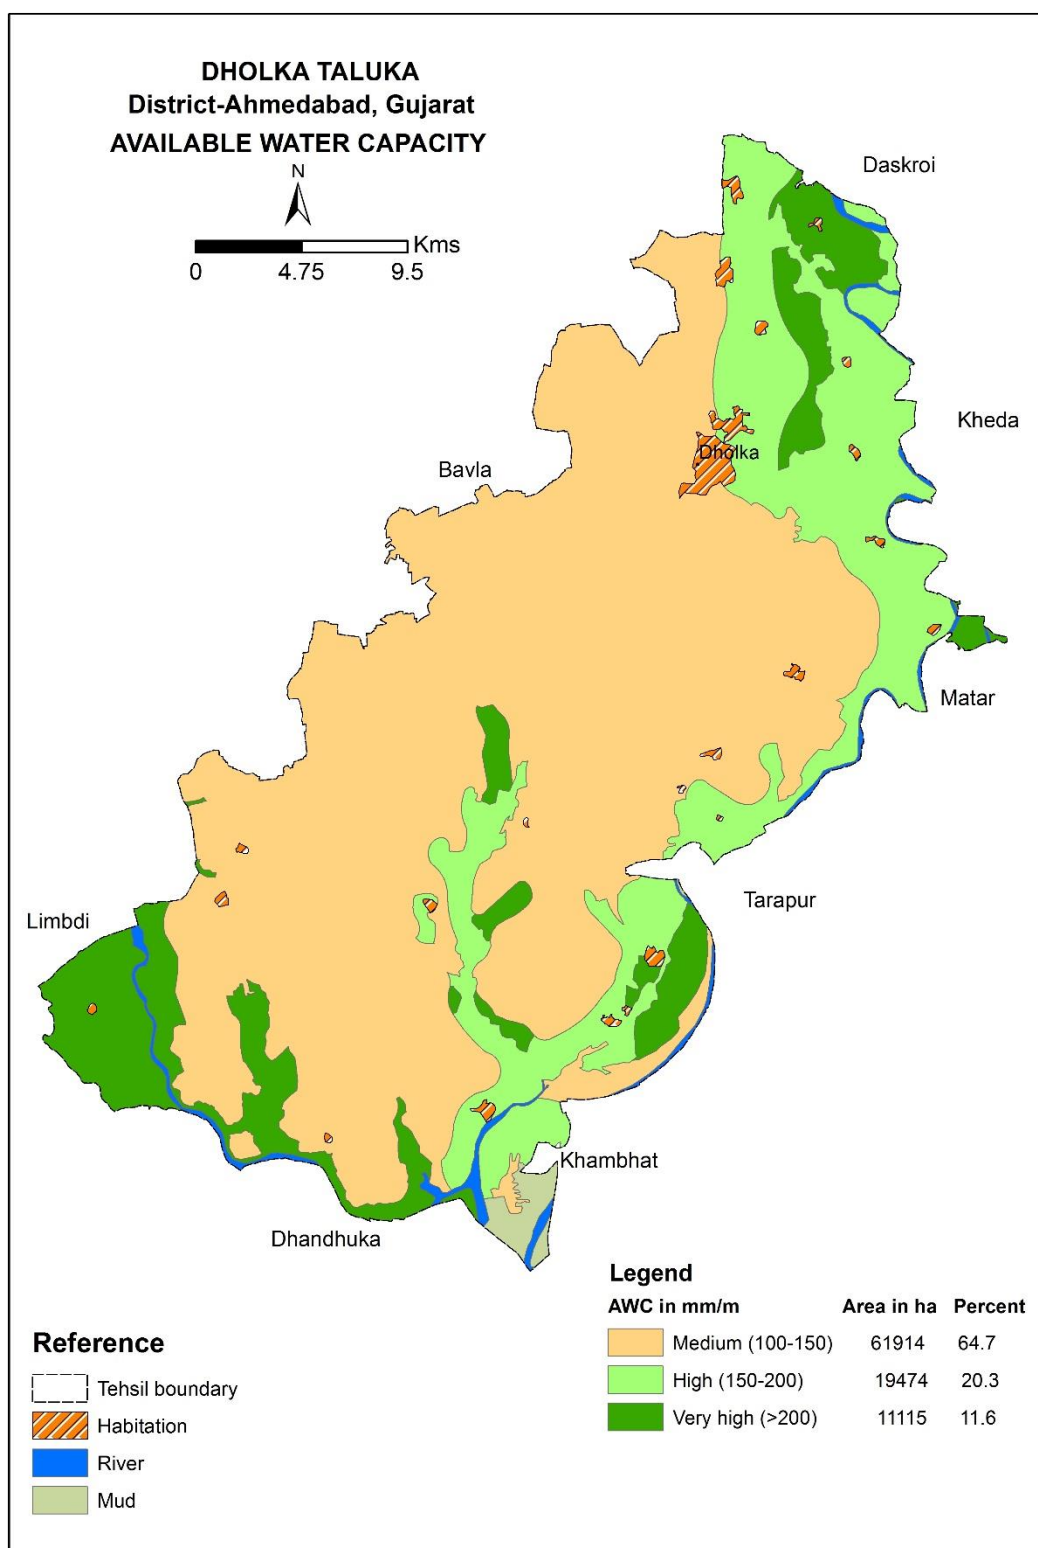 DHOLKA TALUKA
District-Ahmedabad, Gujarat
AVAILABLE WATER CAPACITY
N
Kms
0 4.75 9.5
Daskroi
Kheda
Dholka
Bavla
Matar
Tarapur
Limbdi
Khambhat
Dhandhuka
Legend
AWC in mm/m Area in ha Percent
Medium (100-150) 61914 64.7
High (150-200) 19474 20.3
Very high (>200) 11115 11.6
Reference
Tehsil boundary
Habitation
River
Mud